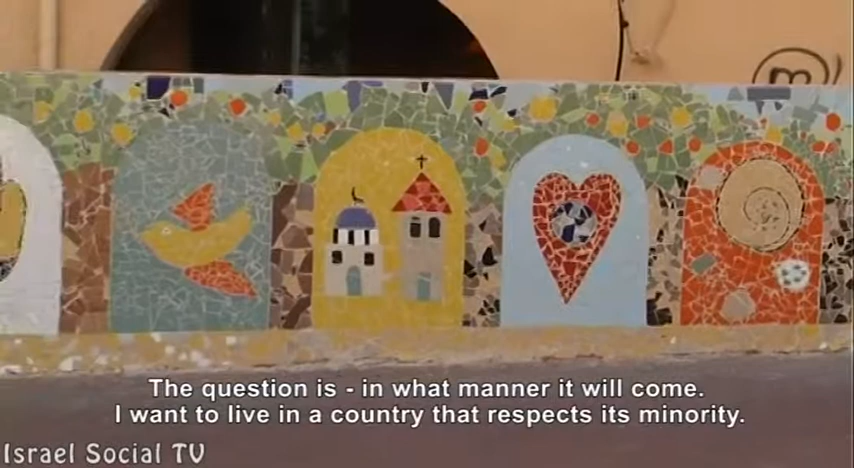 The question is - in what manner it will come.
I want to live in a country that respects its minority.
Israel Social TV